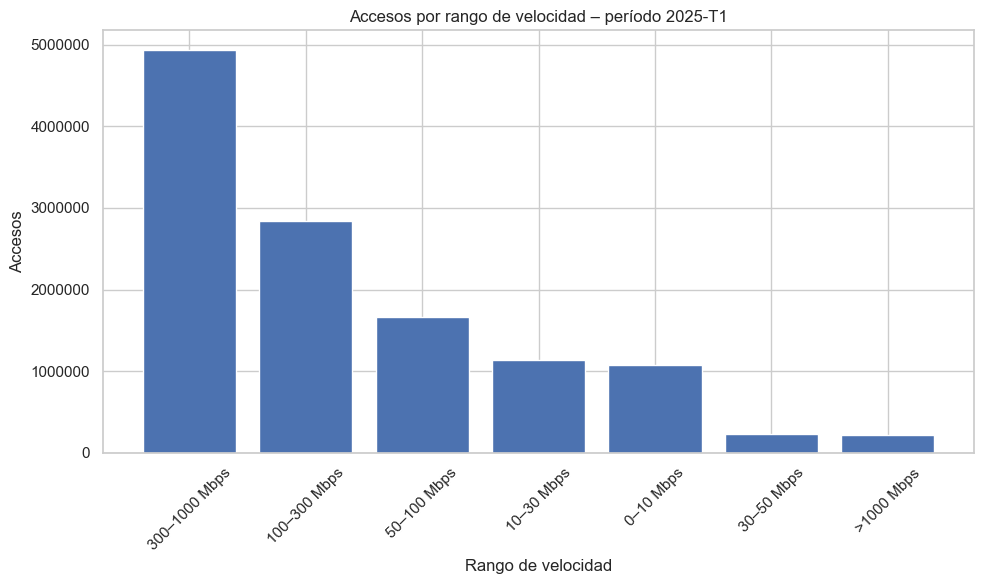 Accesos por rango de velocidad – período 2025-T1
Accesos
5000000
4000000
3000000
2000000
1000000
0
300–1000 Mbps
100–300 Mbps
50–100 Mbps
10–30 Mbps
0–10 Mbps
30–50 Mbps
>1000 Mbps
Rango de velocidad